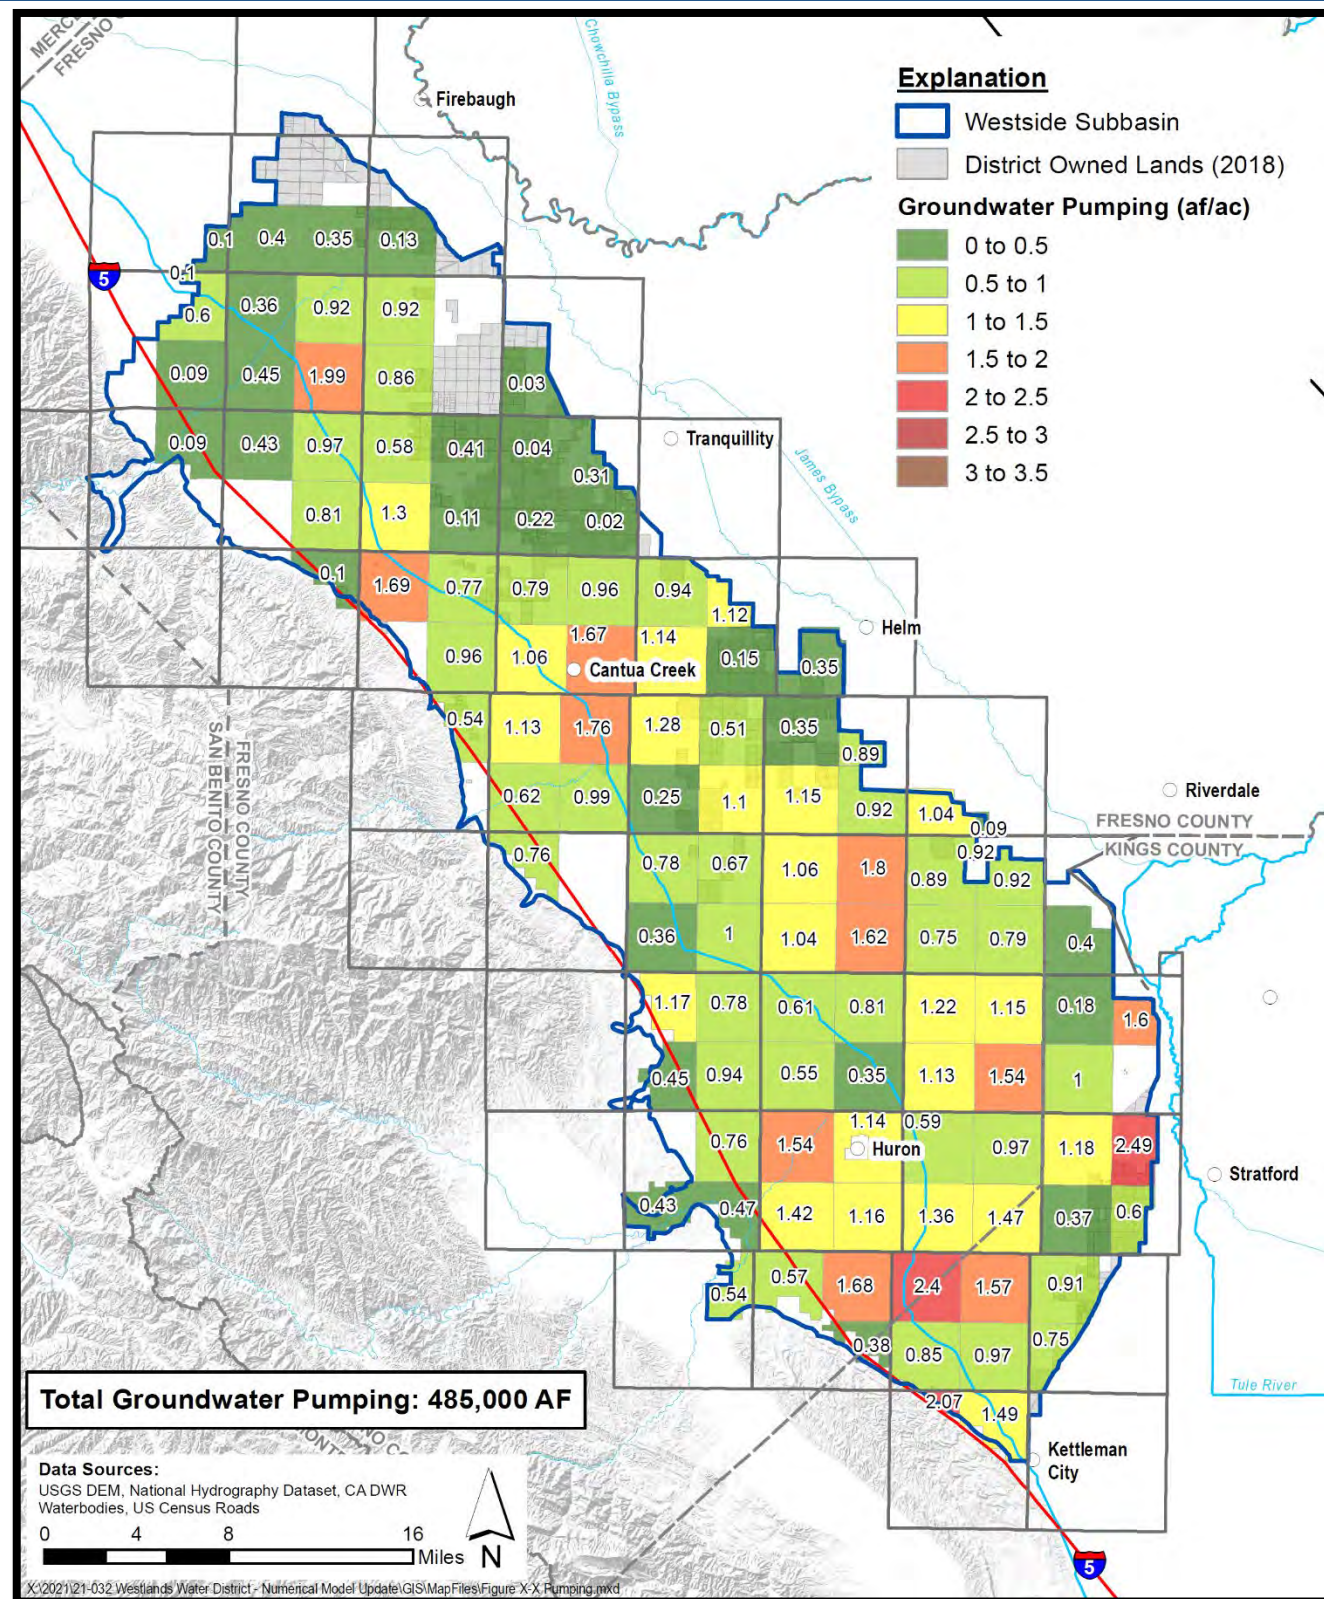 MERCE
FRESNO
Firebaugh
Chowchilla Bypass
Explanation
Westside Subbasin
District Owned Lands (2018)
Groundwater Pumping (af/ac)
0 to 0.5
0.5 to 1
1 to 1.5
1.5 to 2
2 to 2.5
2.5 to 3
3 to 3.5
0.1 0.4 0.35 0.13
5
0.1
0.6 0.36 0.92 0.92
0.09 0.45 1.99 0.86 0.03
Tranquillity
James Bypass
0.09 0.43 0.97 0.58 0.41 0.04
0.31
0.81 1.3 0.11 0.22 0.02
0.1 1.69 0.77 0.79 0.96 0.94
1.12
Helm
0.96 1.06 1.67 1.14 0.15 0.35
Cantua Creek
0.54 1.13 1.76 1.28 0.51 0.35
0.89
SAN BENITO COUNTY
FRESNO COUNTY
0.62 0.99 0.25 1.1 1.15 0.92 1.04 0.09
Riverdale
FRESNO COUNTY
KINGS COUNTY
0.76 0.78 0.67 1.06 1.8 0.89 0.92 0.92
0.36 1 1.04 1.62 0.75 0.79 0.4
1.17 0.78 0.61 0.81 1.22 1.15 0.18 1.6
0.45 0.94 0.55 0.35 1.13 1.54 1
0.76 1.54 1.14 0.59 0.97 1.18 2.49
Huron
Stratford
0.43 0.47 1.42 1.16 1.36 1.47 0.37 0.6
0.54 0.57 1.68 2.4 1.57 0.91
0.38 0.85 0.97 0.75
Tule River
2.07 1.49
Kettleman
City
5
Total Groundwater Pumping: 485,000 AF
Data Sources:
USGS DEM, National Hydrography Dataset, CA DWR
Waterbodies, US Census Roads
0 4 8 16
Miles
N
X:\2021\21-032 Westlands Water District - Numerical Model Update\GIS\MapFiles\Figure X-X Pumping.mxd